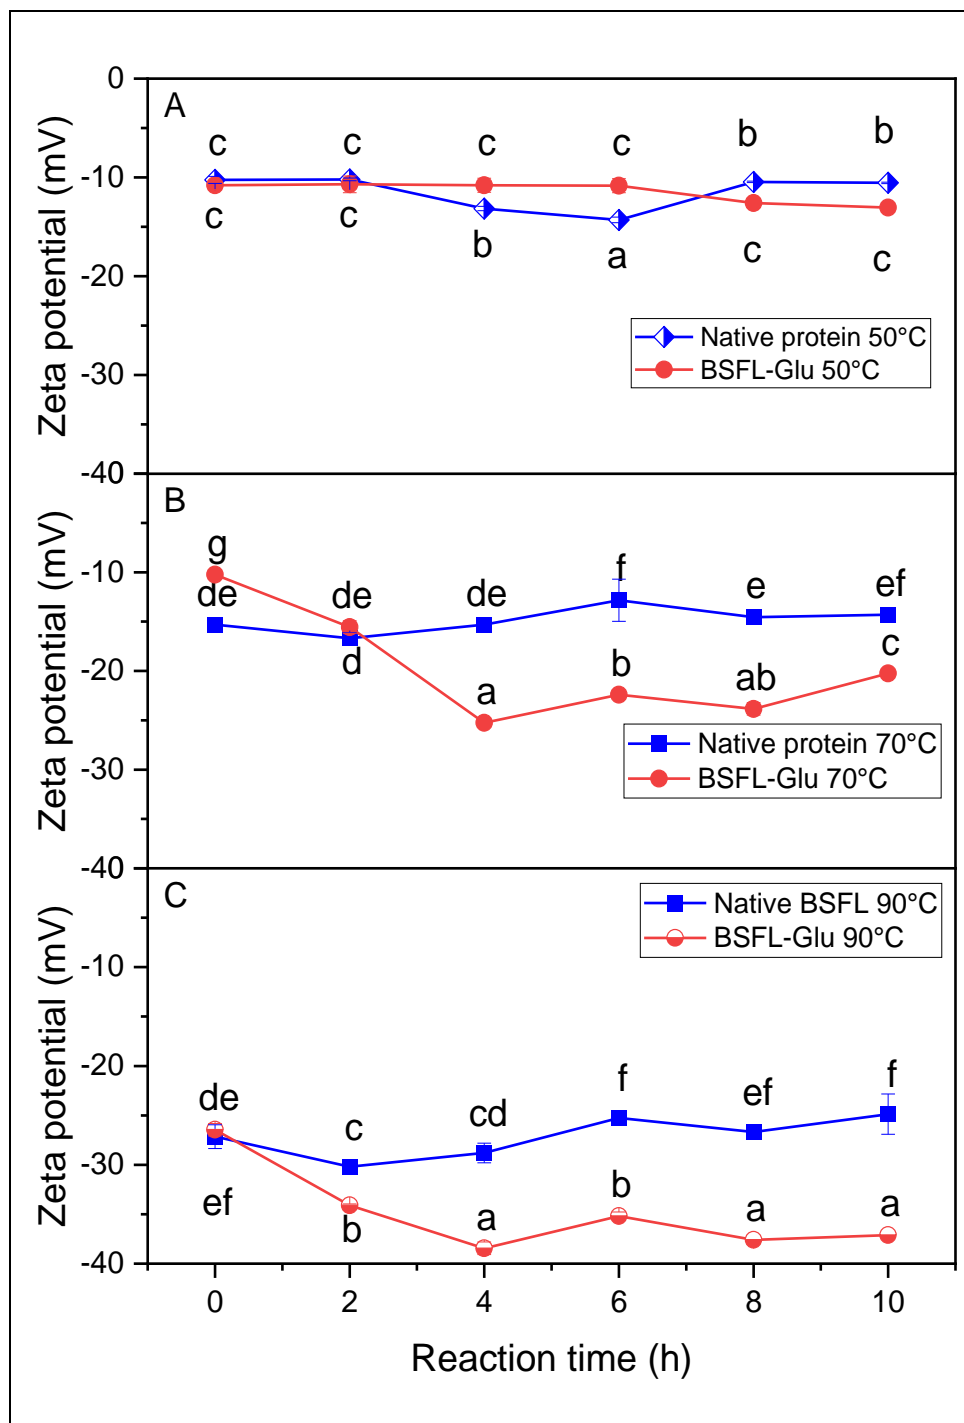 0
A
c c c c b b
-10
c c b a c c
-20
Native protein 50°C
BSFL-Glu 50°C
-30
-40
Zeta potential (mV)
B
g
-10
de de de f e ef
d a b ab c
-20
Native protein 70°C
BSFL-Glu 70°C
-30
-40
Zeta potential (mV)
C
Native BSFL 90°C
BSFL-Glu 90°C
-10
-20
de c cd f ef f
-30
ef b a b a a
-40
Zeta potential (mV)
0 2 4 6 8 10
Reaction time (h)